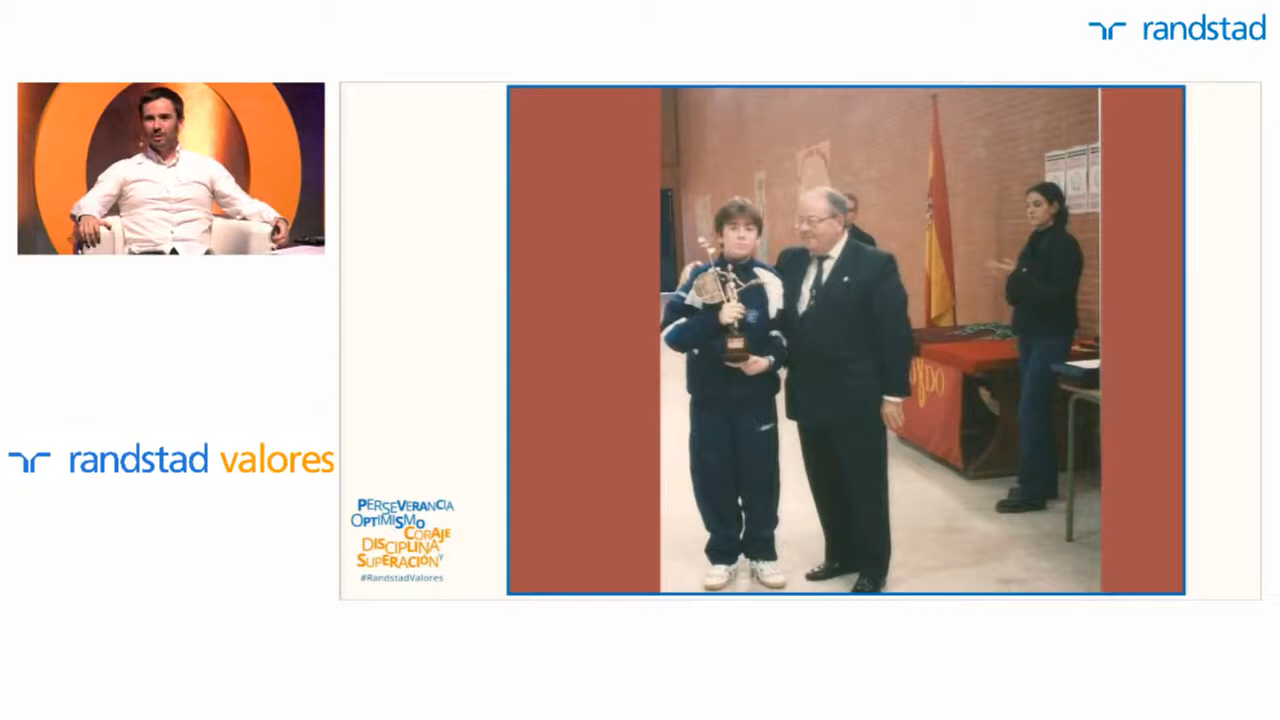 randstad
randstad valores
PERSEVERANCIA
OPTIMISMO
CORAJE
DISCIPLINA
Y
SUPERACIÓN
#RandstadValores